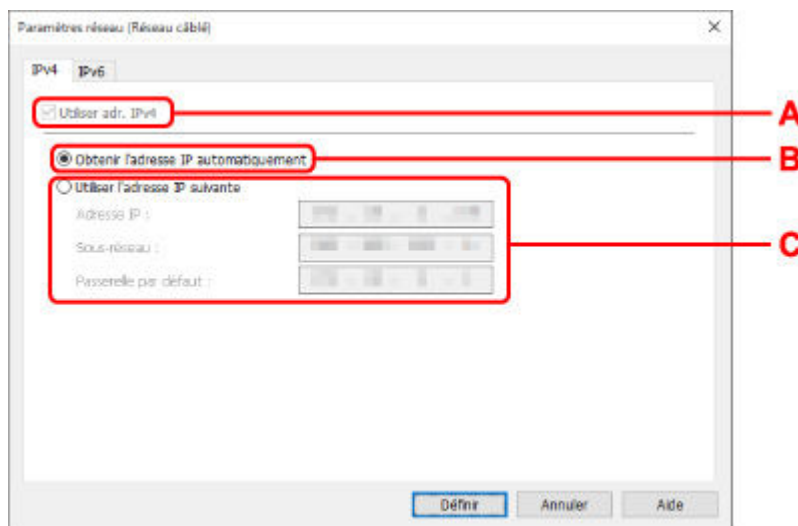 Paramètres réseau (Réseau câblé)
IPv4 IPv6
Utiliser adr. IPv4
A
Obtenir l'adresse IP automatiquement
B
Utiliser l'adresse IP suivante
Adresse IP :
Sous-réseau :
C
Passerelle par défaut :
Définir Annuler Aide